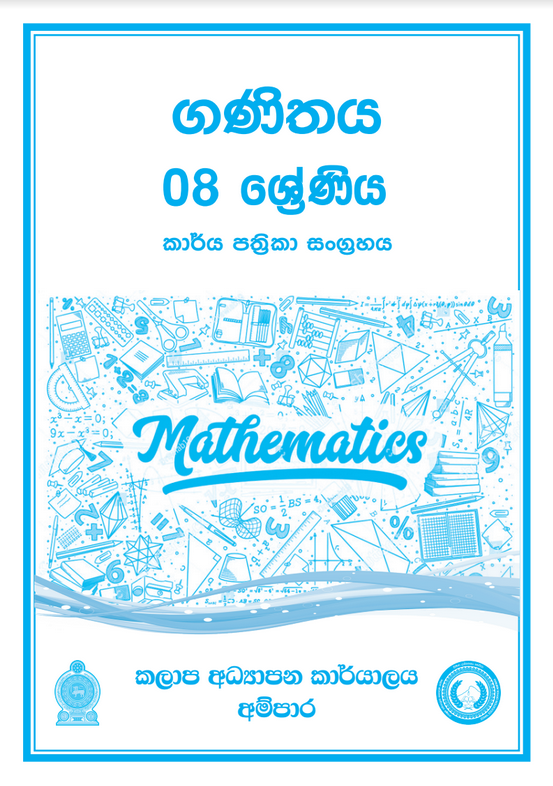 ගණිතය
08 ශ්‍රේණිය
කාර්ය පත්‍රිකා සංග්‍රහය
Mathematics
කලාප අධ්‍යාපන කාර්යාලය
අම්පාර